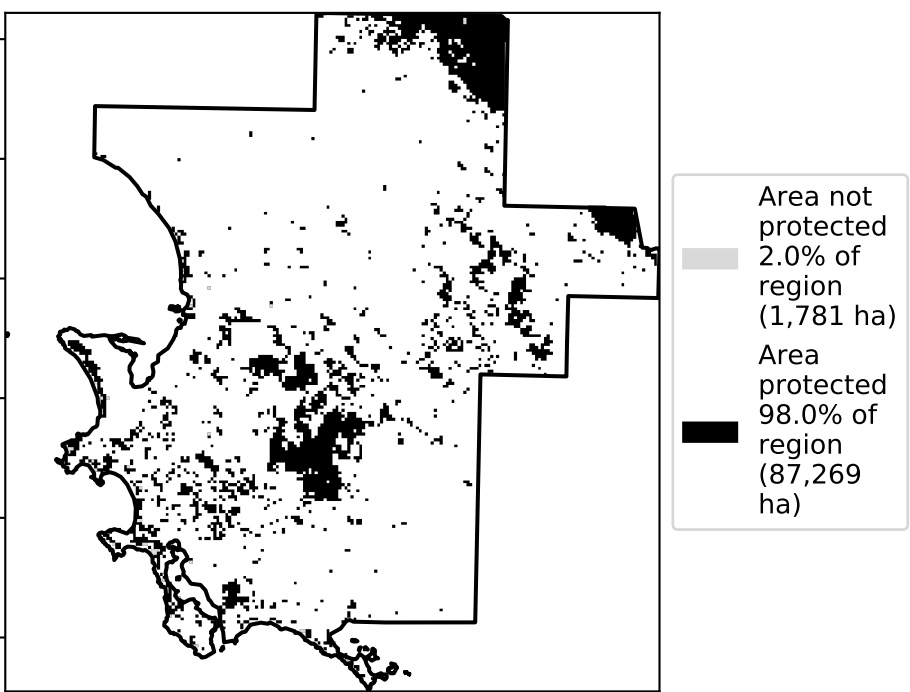 Area not
protected
2.0% of
region
(1,781 ha)
Area
protected
98.0% of
region
(87,269
ha)